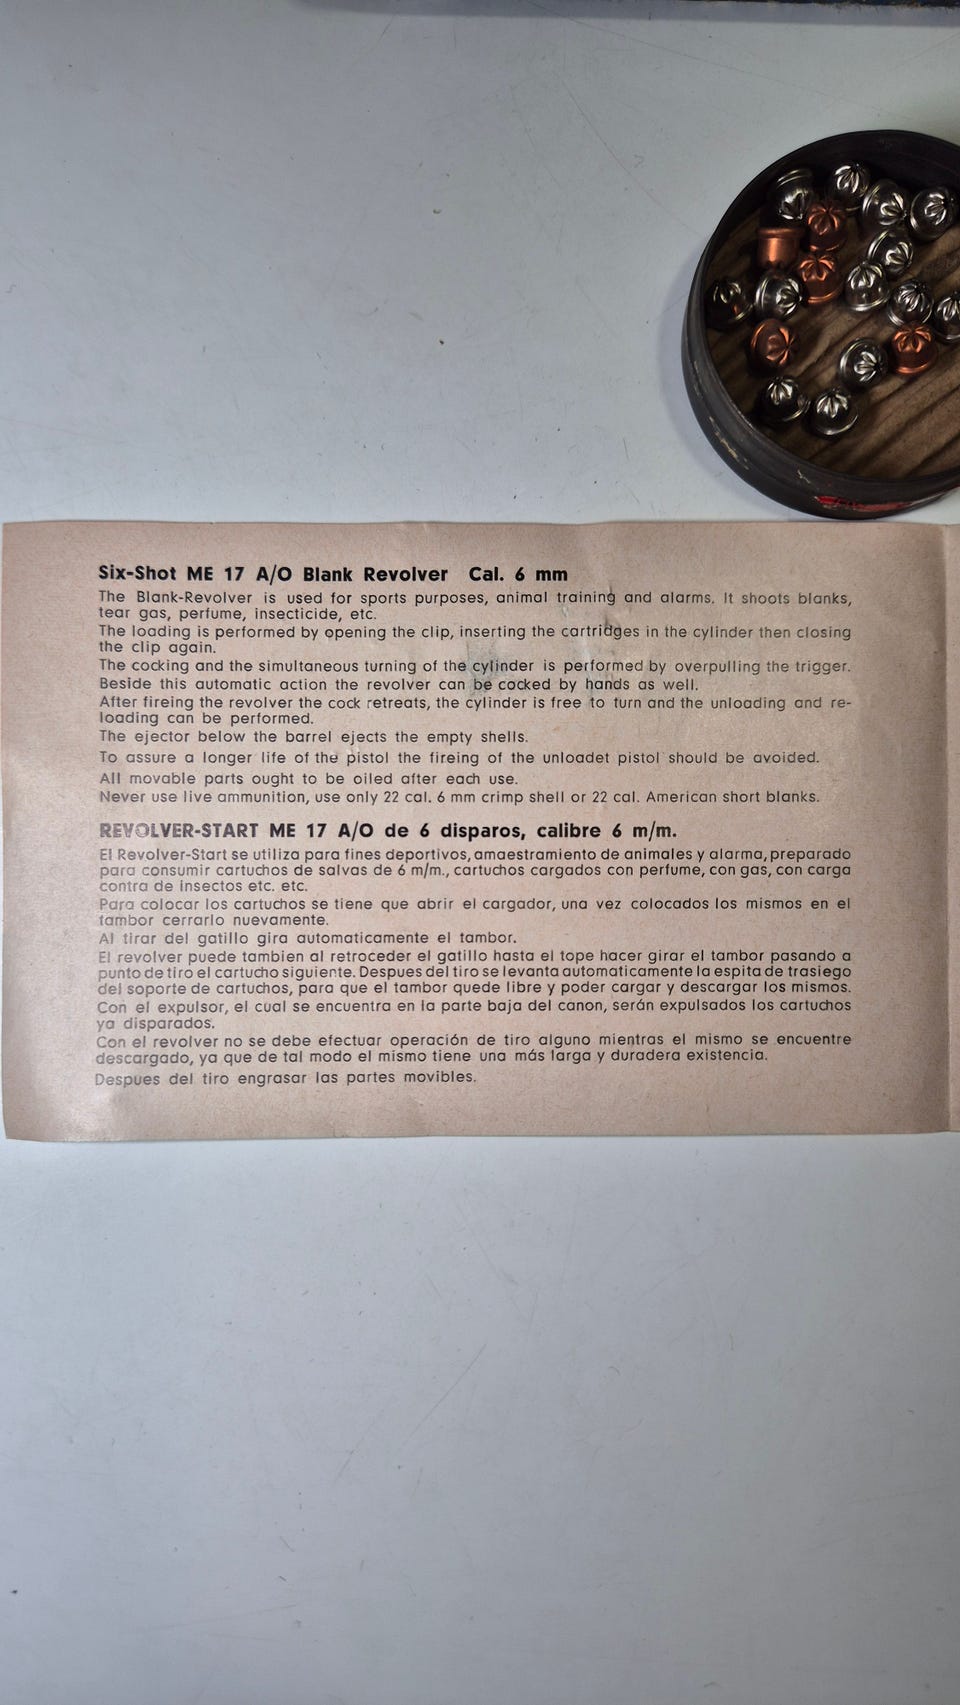 Six-Shot ME 17 A/O Blank Revolver Cal. 6 mm
The Blank-Revolver is used for sports purposes, animal training and alarms. It shoots blanks,
tear gas, perfume, insecticide, etc.
The loading is performed by opening the clip, inserting the cartridges in the cylinder then closing
the clip again.
The cocking and the simultaneous turning of the cylinder is performed by overpulling the trigger.
Beside this automatic action the revolver can be cocked by hands as well.
After fireing the revolver the cock retreats, the cylinder is free to turn and the unloading and re-
loading can be performed.
The ejector below the barrel ejects the empty shells.
To assure a longer life of the pistol the fireing of the unloadet pistol should be avoided.
All movable parts ought to be oiled after each use.
Never use live ammunition, use only 22 cal. 6 mm crimp shell or 22 cal. American short blanks.
REVOLVER-START ME 17 A/O de 6 disparos, calibre 6 m/m.
El Revolver-Start se utiliza para fines deportivos, amaestramiento de animales y alarma, preparado
para consumir cartuchos de salvas de 6 m/m., cartuchos cargados con perfume, con gas, con carga
contra de insectos etc. etc.
Para colocar los cartuchos se tiene que abrir el cargador, una vez colocados los mismos en el
tambor cerrarlo nuevamente.
Al tirar del gatillo gira automaticamente el tambor.
El revolver puede tambien al retroceder el gatillo hasta el tope hacer girar el tambor pasando a
punto de tiro el cartucho siguiente. Despues del tiro se levanta automaticamente la espita de trasiego
del soporte de cartuchos, para que el tambor quede libre y poder cargar y descargar los mismos.
Con el expulsor, el cual se encuentra en la parte baja del canon, serán expulsados los cartuchos
ya disparados.
Con el revolver no se debe efectuar operación de tiro alguno mientras el mismo se encuentre
descargado, ya que de tal modo el mismo tiene una más larga y duradera existencia.
Despues del tiro engrasar las partes movibles.